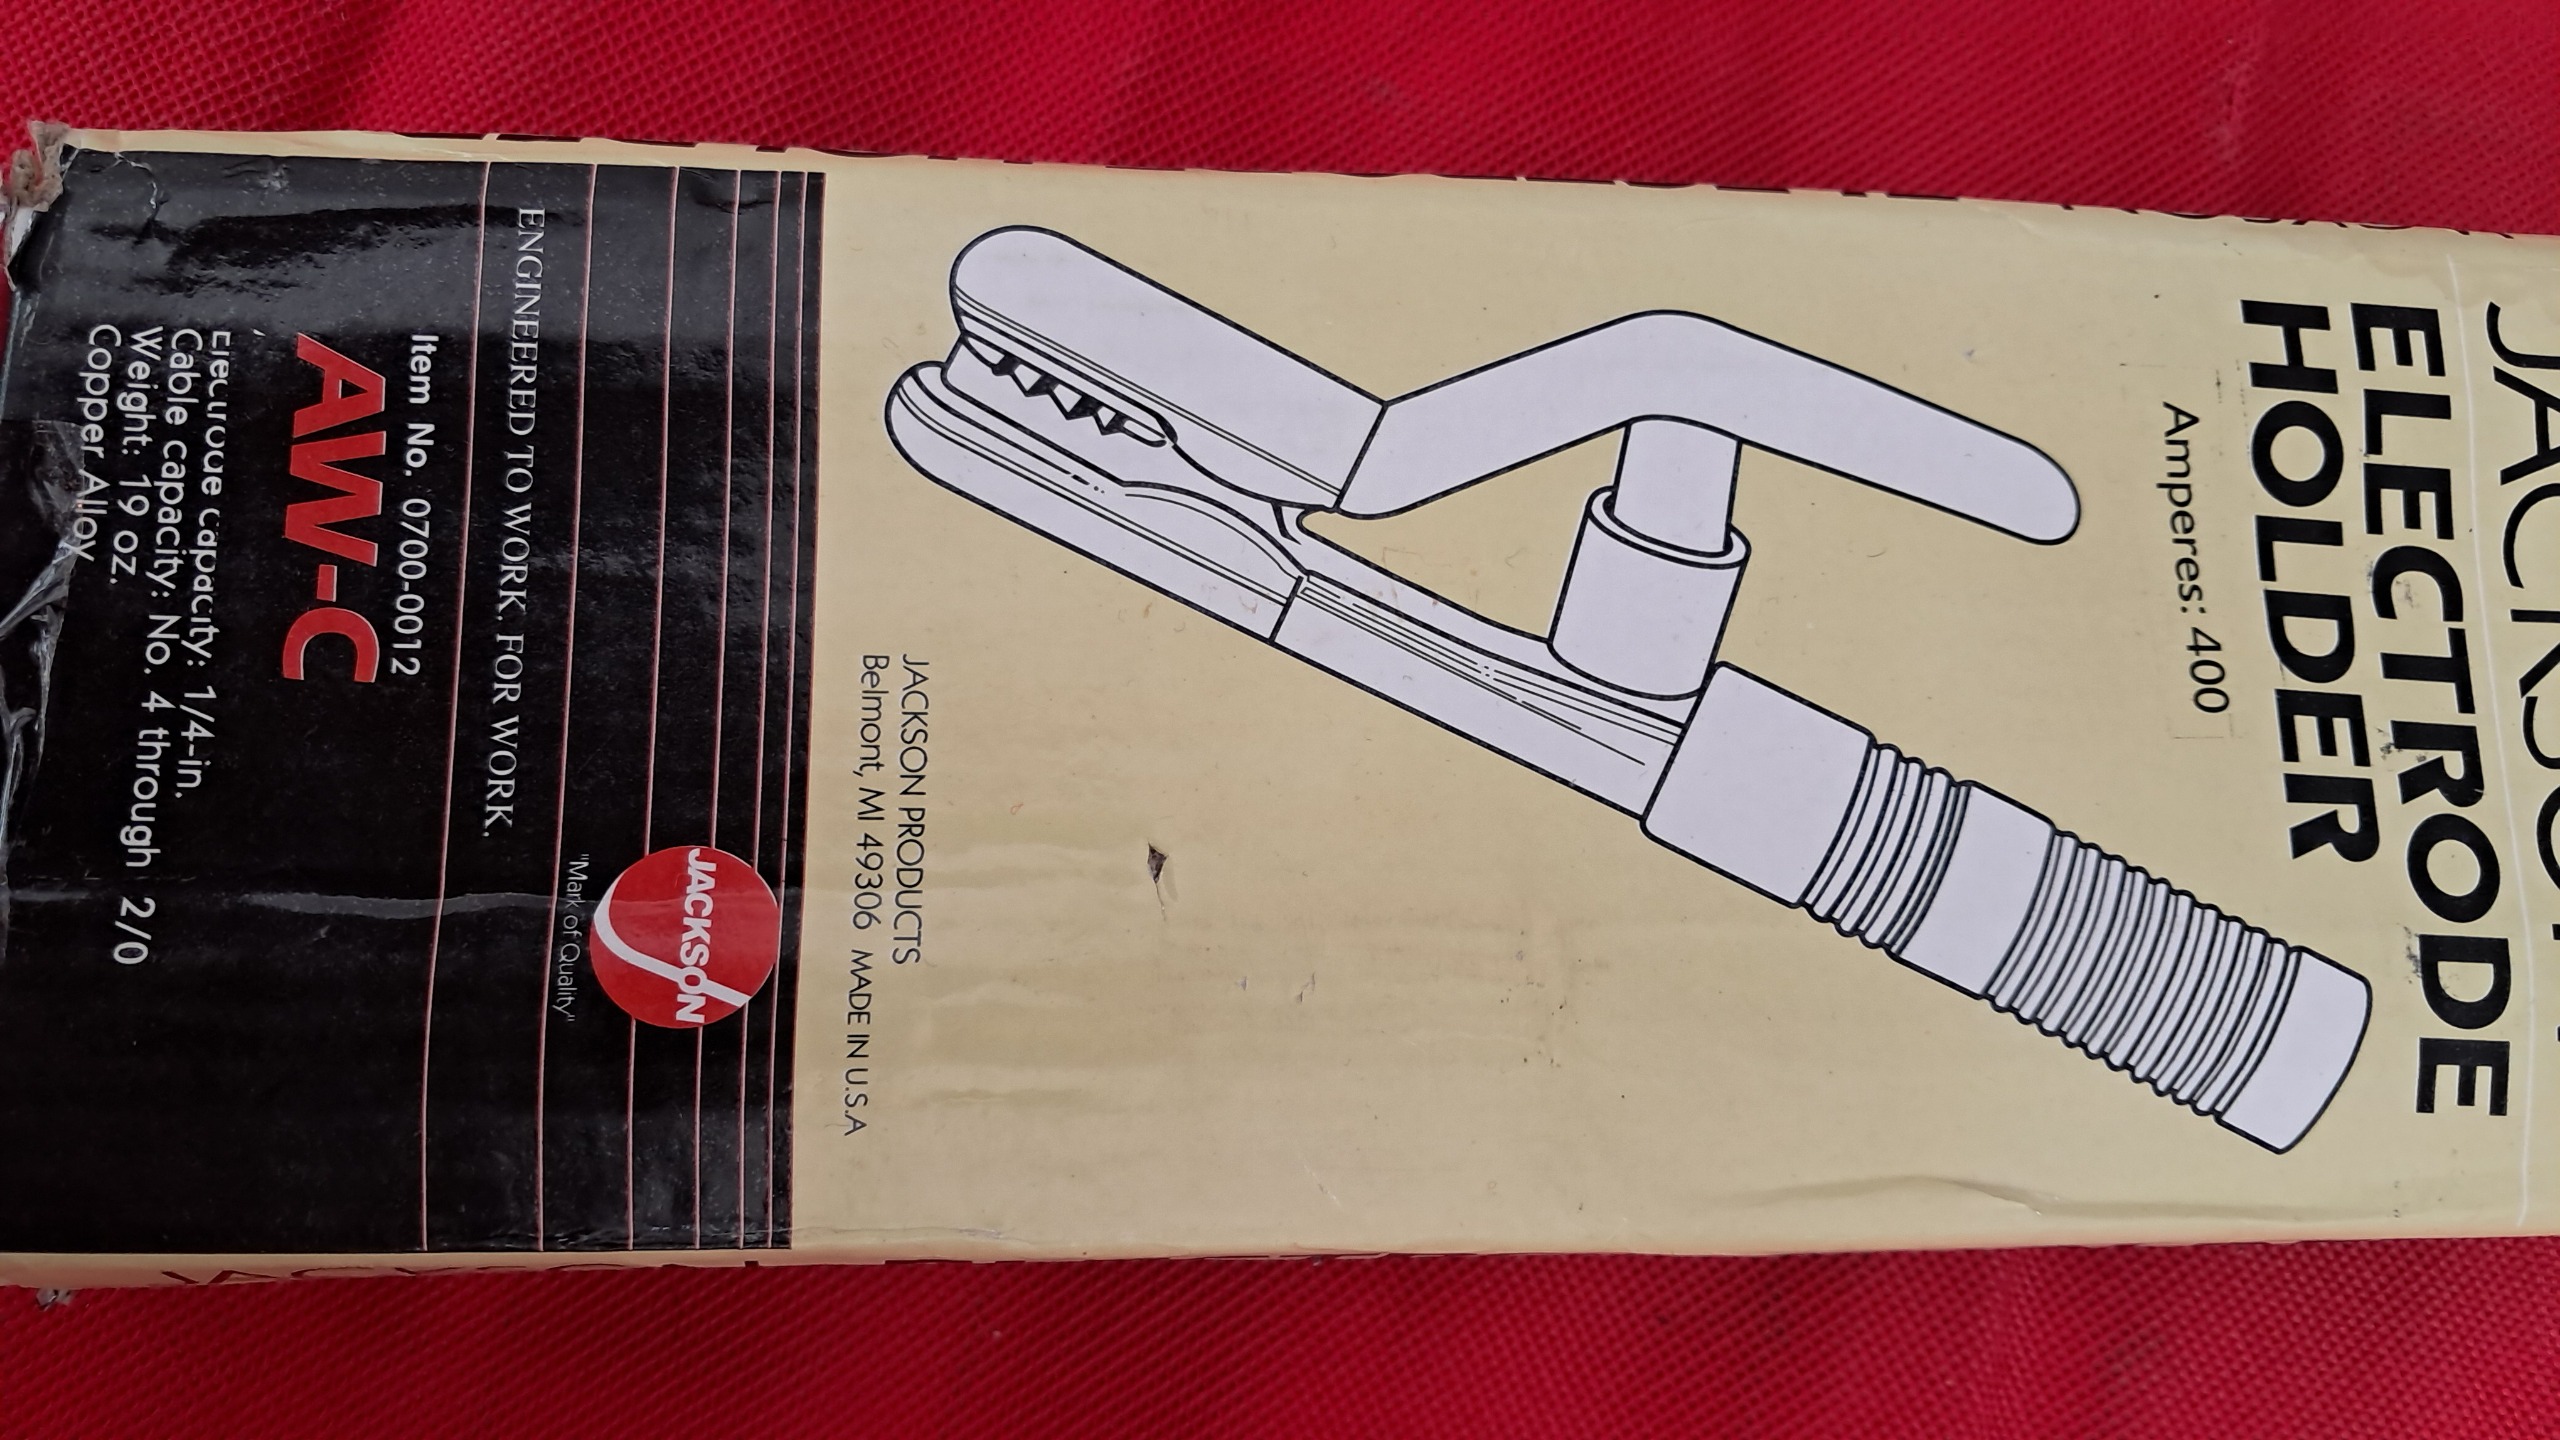 JACKSON
ELECTRODE
HOLDER
Amperes: 400
JACKSON PRODUCTS
Belmont, MI 49306 MADE IN U.S.A
JACKSON
"Mark of Quality"
ENGINEERED TO WORK. FOR WORK.
Item No. 0700-0012
AW-C
Electrode capacity: 1/4-in.
Cable capacity: No. 4 through 2/0
Weight: 19 oz.
Copper Alloy